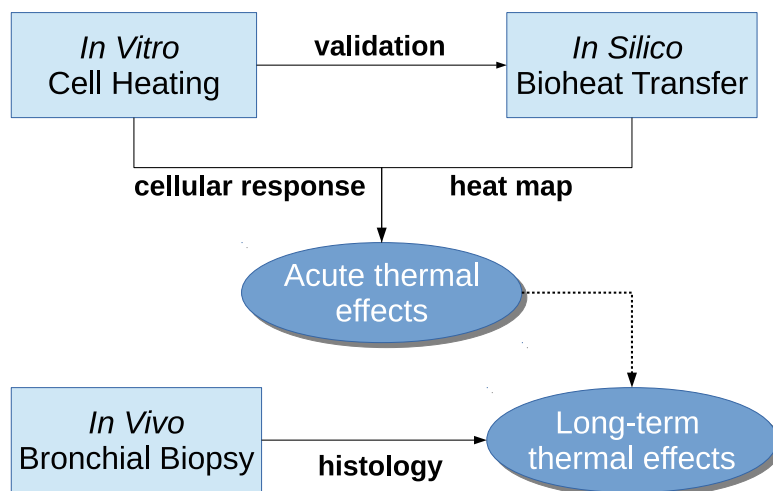 In Vitro
Cell Heating
validation
In Silico
Bioheat Transfer
cellular response
heat map
Acute thermal
effects
In Vivo
Bronchial Biopsy
histology
Long-term
thermal effects